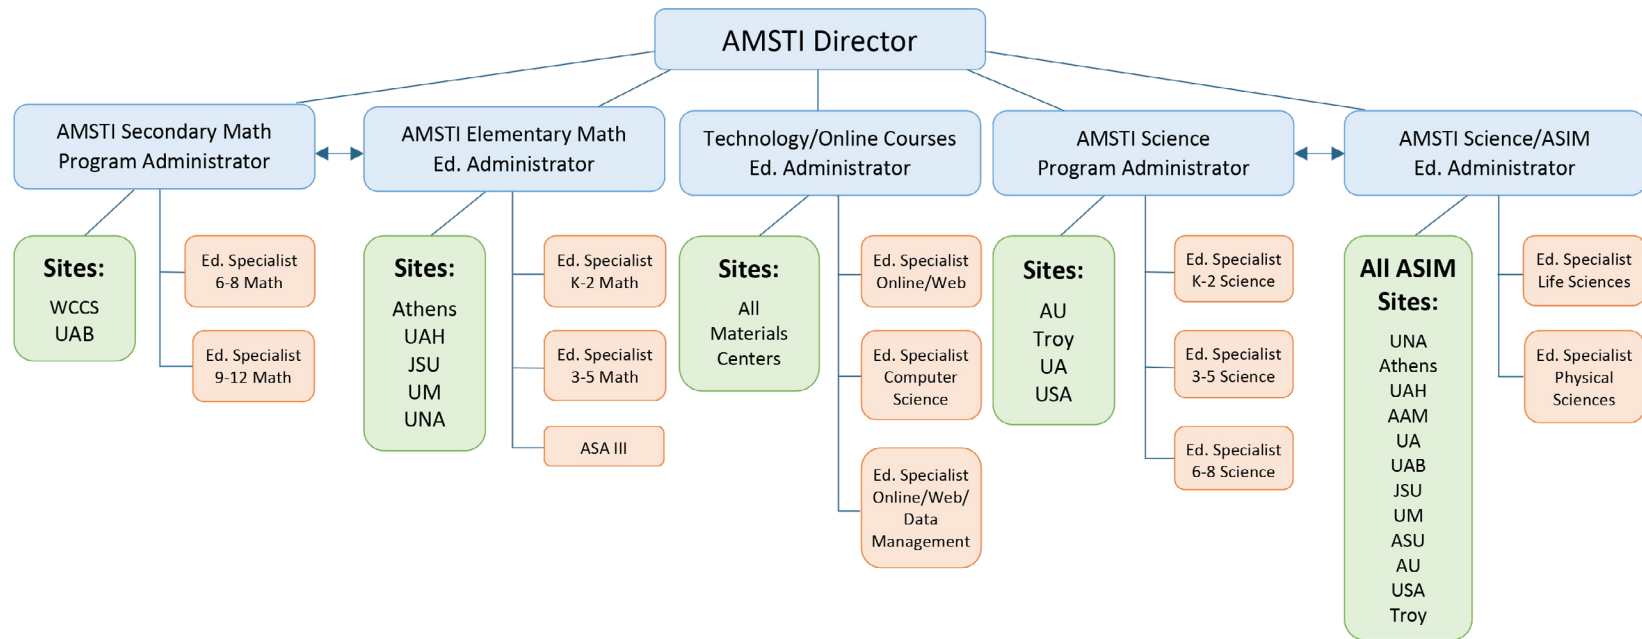 AMSTI Director
AMSTI Secondary Math
Program Administrator
AMSTI Elementary Math
Ed. Administrator
Technology/Online Courses
Ed. Administrator
AMSTI Science
Program Administrator
AMSTI Science/ASIM
Ed. Administrator
Sites:
WCCS
UAB
Ed. Specialist
6-8 Math
Ed. Specialist
9-12 Math
Sites:
Athens
UAH
JSU
UM
UNA
Ed. Specialist
K-2 Math
Ed. Specialist
3-5 Math
ASA III
Sites:
All
Materials
Centers
Ed. Specialist
Online/Web
Ed. Specialist
Computer
Science
Ed. Specialist
Online/Web/
Data
Management
Sites:
AU
Troy
UA
USA
Ed. Specialist
K-2 Science
Ed. Specialist
3-5 Science
Ed. Specialist
6-8 Science
All ASIM
Sites:
UNA
Athens
UAH
AAM
UA
UAB
JSU
UM
ASU
AU
USA
Troy
Ed. Specialist
Life Sciences
Ed. Specialist
Physical
Sciences